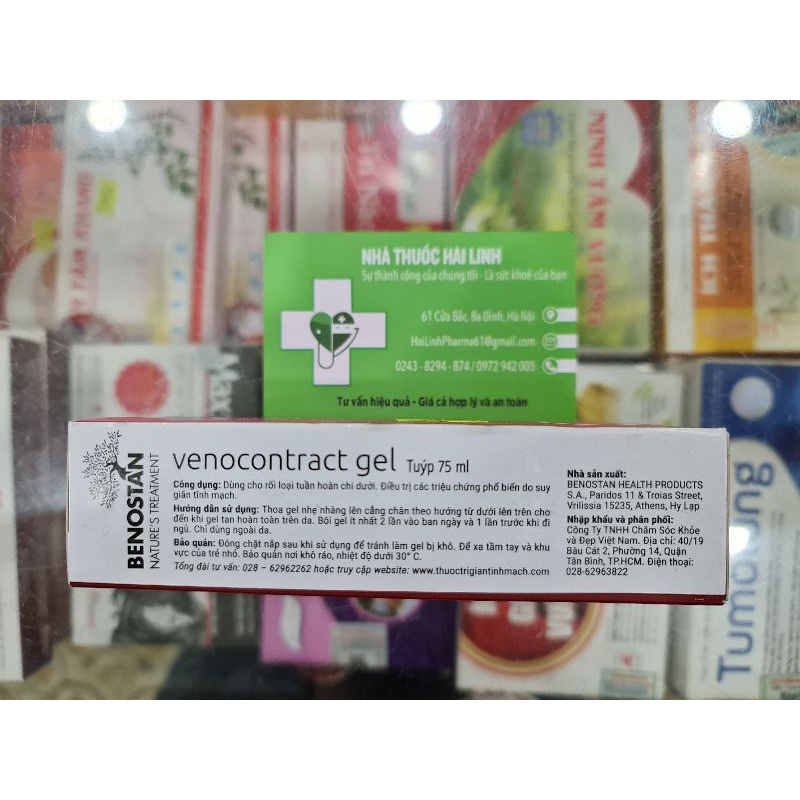 NHÀ THUỐC HẢI LINH
Sự thành công của chúng tôi - Là sức khoẻ của bạn
61 Cửa Bắc, Ba Đình, Hà Nội
HaiLinhPharma61@gmail.com
0243 - 8294 - 874 / 0972 942 005
Tư vấn hiệu quả - Giá cả hợp lý và an toàn
NINH TÂM VƯƠNG
ÍCH
Tumo
ung
BENOSTAN
NATURE'S TREATMENT
venocontract gel Tuýp 75 ml
Công dụng: Dùng cho rối loại tuần hoàn chi dưới. Điều trị các triệu chứng phổ biến do suy
giãn tĩnh mạch.
Hướng dẫn sử dụng: Thoa gel nhẹ nhàng lên cẳng chân theo hướng từ dưới lên trên cho
đến khi gel tan hoàn toàn trên da. Bôi gel ít nhất 2 lần vào ban ngày và 1 lần trước khi đi
ngủ. Chỉ dùng ngoài da.
Bảo quản: Đóng chặt nắp sau khi sử dụng để tránh làm gel bị khô. Để xa tầm tay và khu
vực của trẻ nhỏ. Bảo quản nơi khô ráo, nhiệt độ dưới 30° C.
Tổng đài tư vấn: 028 – 62962262 hoặc truy cập website: www.thuoctrigiantinhmach.com
Nhà sản xuất:
BENOSTAN HEALTH PRODUCTS
S.A., Paridos 11 & Troias Street,
Vrilissia 15235, Athens, Hy Lạp
Nhập khẩu và phân phối:
Công Ty TNHH Chăm Sóc Khỏe
và Đẹp Việt Nam. Địa chỉ: 40/19
Bàu Cát 2, Phường 14, Quận
Tân Bình, TP.HCM. Điện thoại:
028-62963822